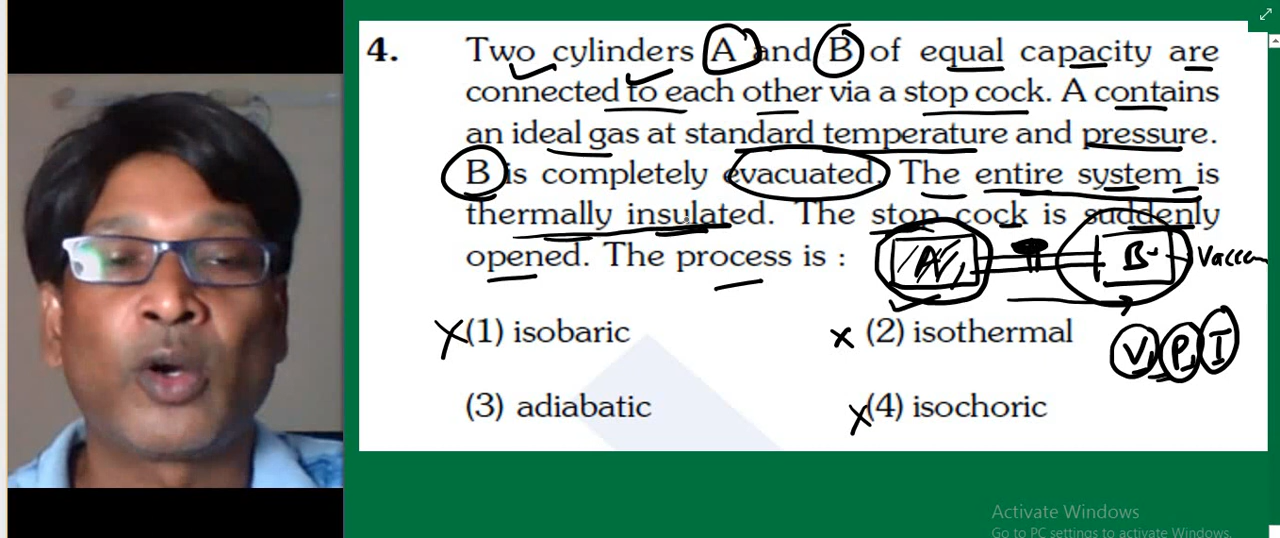 4. Two cylinders A and B of equal capacity are
connected to each other via a stop cock. A contains
an ideal gas at standard temperature and pressure.
B is completely evacuated. The entire system is
thermally insulated. The stop cock is suddenly
opened. The process is :
A B
(1) isobaric
(2) isothermal
V, P, T
(3) adiabatic
(4) isochoric
Activate Windows
Go to PC settings to activate Windows.